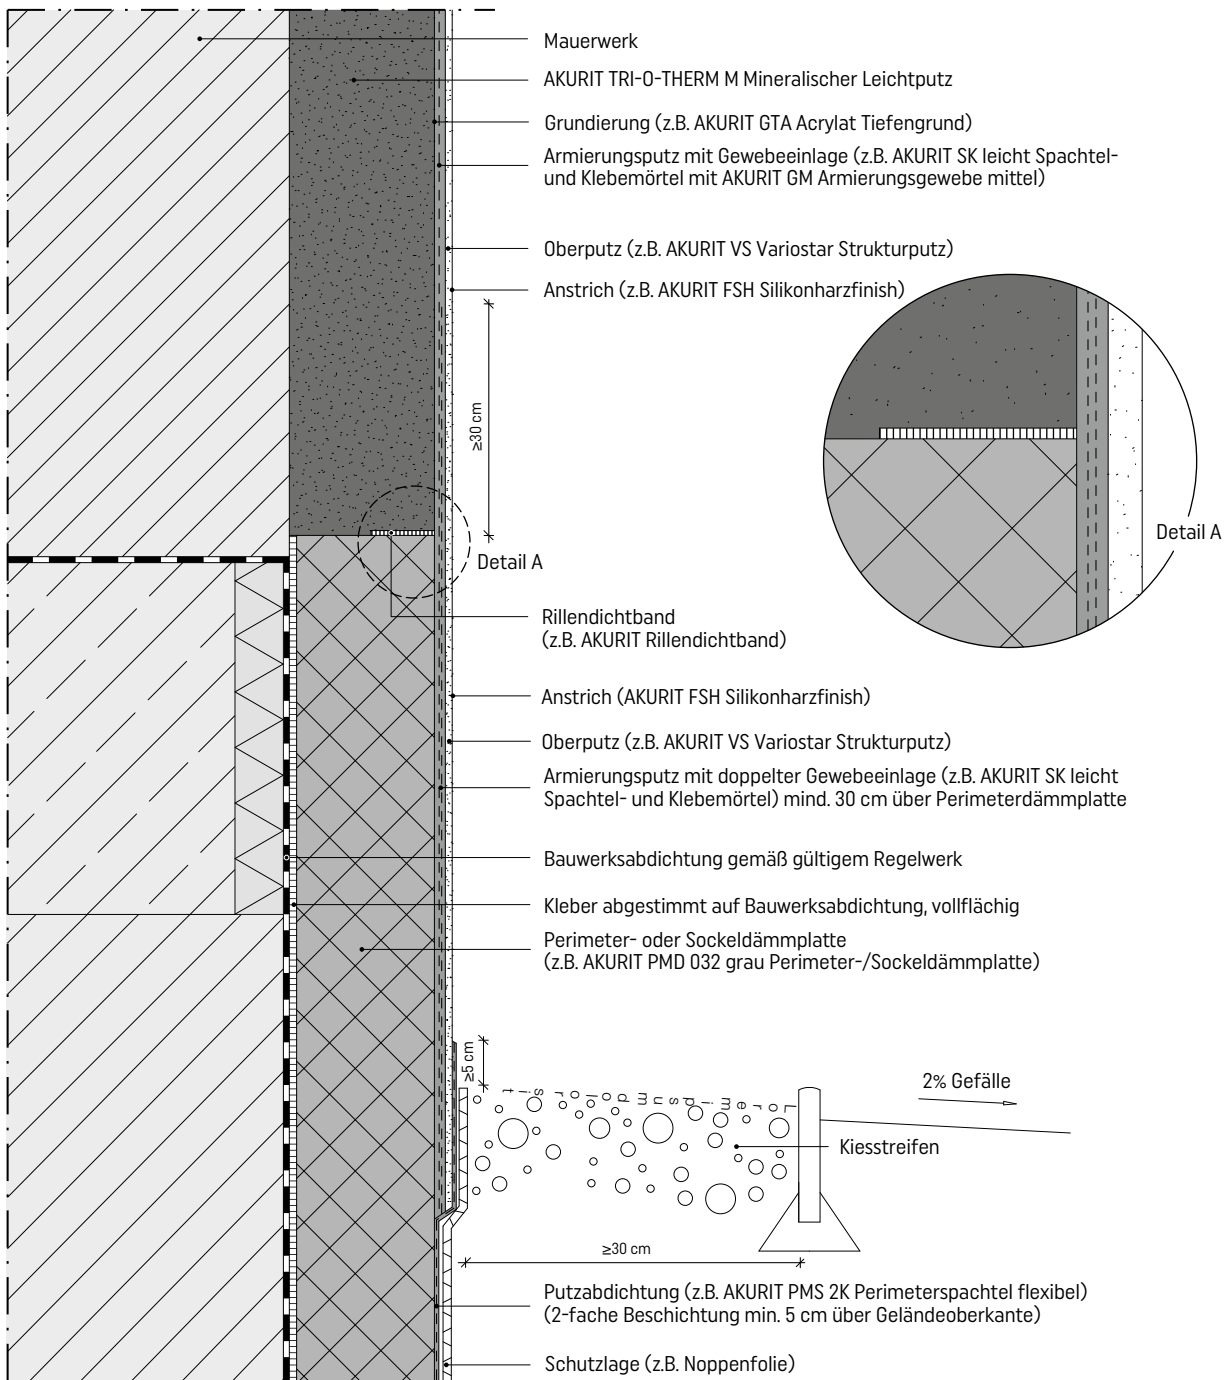 Mauerwerk
AKURIT TRI-O-THERM M Mineralischer Leichtputz
Grundierung (z.B. AKURIT GTA Acrylat Tiefengrund)
Armierungsputz mit Gewebeeinlage (z.B. AKURIT SK leicht Spachtel-
und Klebemörtel mit AKURIT GM Armierungsgewebe mittel)
Oberputz (z.B. AKURIT VS Variostar Strukturputz)
Anstrich (z.B. AKURIT FSH Silikonharzfinish)
≥30 cm
Detail A
Detail A
Rillendichtband
(z.B. AKURIT Rillendichtband)
Anstrich (AKURIT FSH Silikonharzfinish)
Oberputz (z.B. AKURIT VS Variostar Strukturputz)
Armierungsputz mit doppelter Gewebeeinlage (z.B. AKURIT SK leicht
Spachtel- und Klebemörtel) mind. 30 cm über Perimeterdämmplatte
Bauwerksabdichtung gemäß gültigem Regelwerk
Kleber abgestimmt auf Bauwerksabdichtung, vollflächig
Perimeter- oder Sockeldämmplatte
(z.B. AKURIT PMD 032 grau Perimeter-/Sockeldämmplatte)
≥5 cm
Lorem ipsum dolor sit
2% Gefälle
Kiesstreifen
≥30 cm
Putzabdichtung (z.B. AKURIT PMS 2K Perimeterspachtel flexibel)
(2-fache Beschichtung min. 5 cm über Geländeoberkante)
Schutzlage (z.B. Noppenfolie)